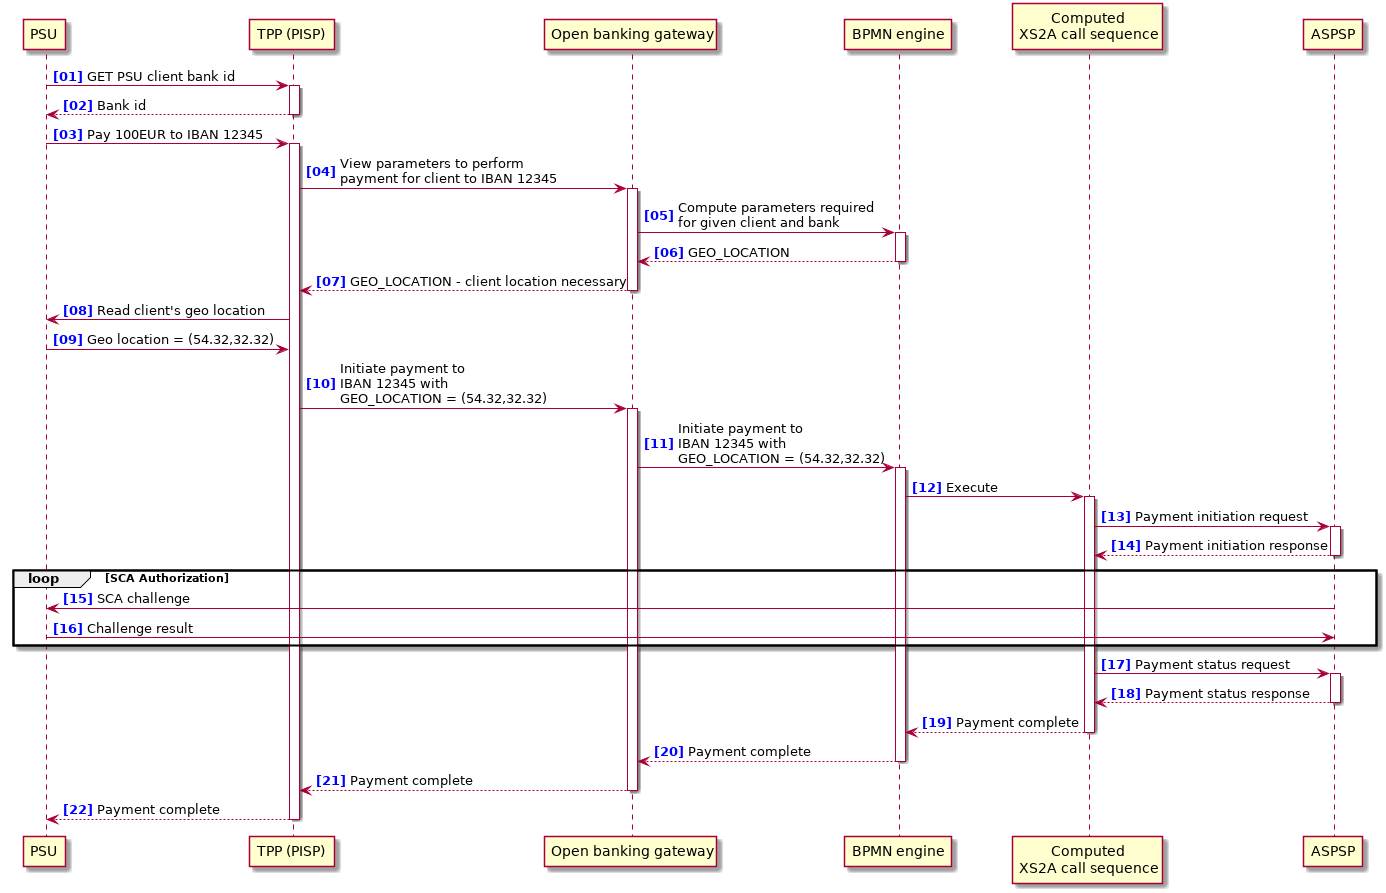 PSU
TPP (PISP)
Open banking gateway
BPMN engine
Computed
XS2A call sequence
ASPSP
[01] GET PSU client bank id
[02] Bank id
[03] Pay 100EUR to IBAN 12345
[04] View parameters to perform
payment for client to IBAN 12345
[05] Compute parameters required
for given client and bank
[06] GEO_LOCATION
[07] GEO_LOCATION - client location necessary
[08] Read client's geo location
[09] Geo location = (54.32,32.32)
[10] Initiate payment to
IBAN 12345 with
GEO_LOCATION = (54.32,32.32)
[11] Initiate payment to
IBAN 12345 with
GEO_LOCATION = (54.32,32.32)
[12] Execute
[13] Payment initiation request
[14] Payment initiation response
loop [SCA Authorization]
[15] SCA challenge
[16] Challenge result
[17] Payment status request
[18] Payment status response
[19] Payment complete
[20] Payment complete
[21] Payment complete
[22] Payment complete
PSU
TPP (PISP)
Open banking gateway
BPMN engine
Computed
XS2A call sequence
ASPSP